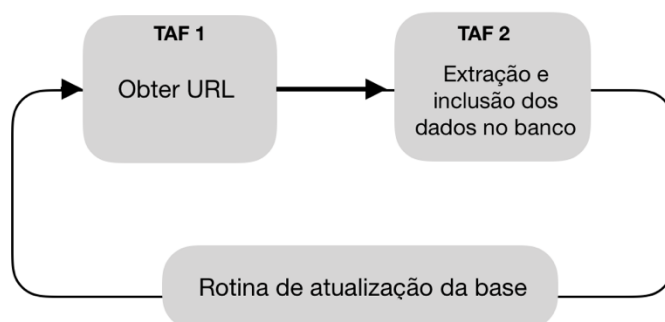 TAF 1
Obter URL
TAF 2
Extração e
inclusão dos
dados no banco
Rotina de atualização da base